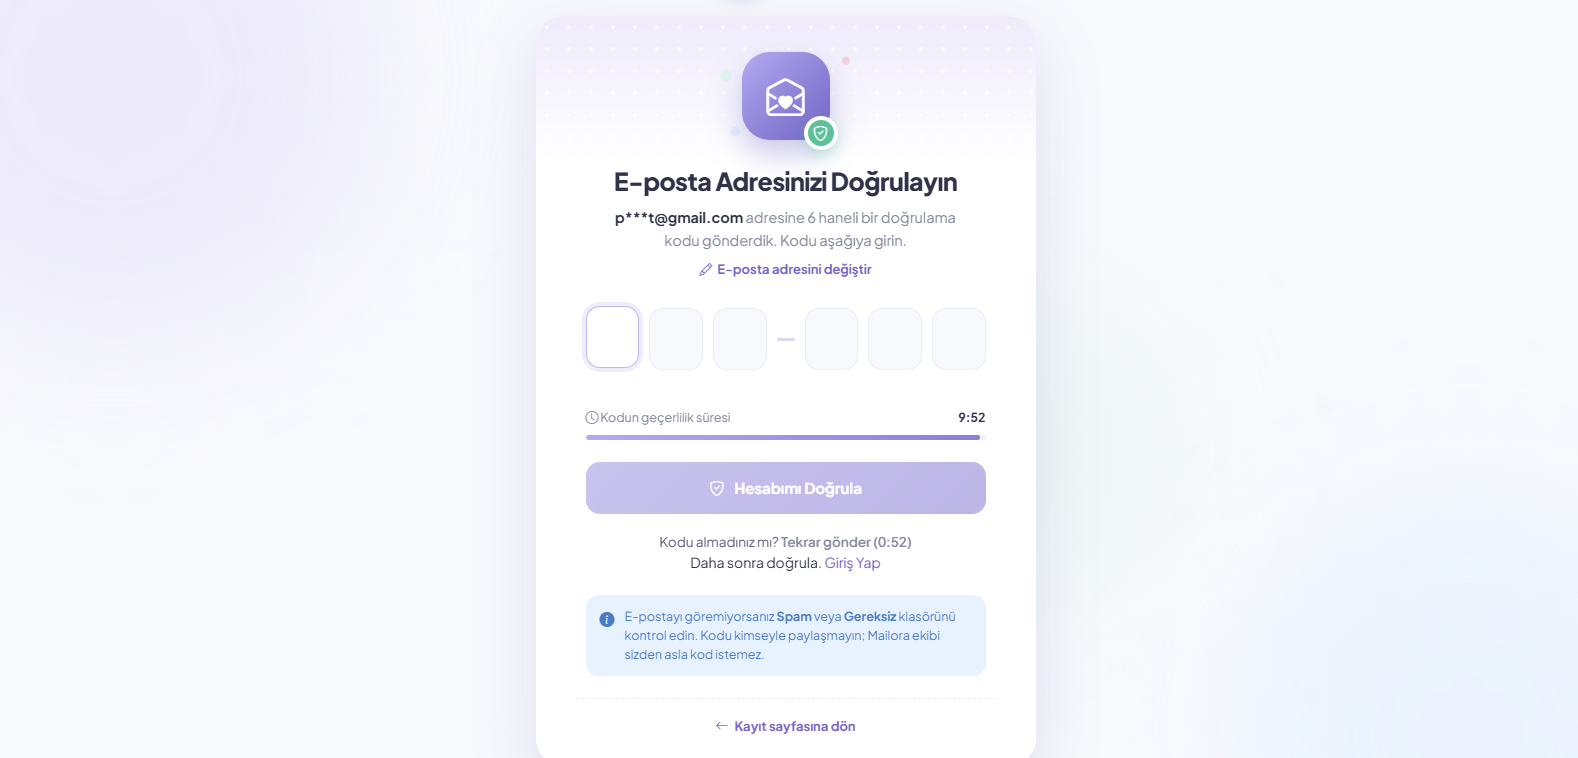 E-posta Adresinizi Doğrulayın
p***t@gmail.com adresine 6 haneli bir doğrulama
kodu gönderdik. Kodu aşağıya girin.
E-posta adresini değiştir
Kodun geçerlilik süresi 9:52
Hesabımı Doğrula
Kodu almadınız mı? Tekrar gönder (0:52)
Daha sonra doğrula. Giriş Yap
E-postayı göremiyorsanız Spam veya Gereksiz klasörünü
kontrol edin. Kodu kimseyle paylaşmayın; Mailora ekibi
sizden asla kod istemez.
Kayıt sayfasına dön